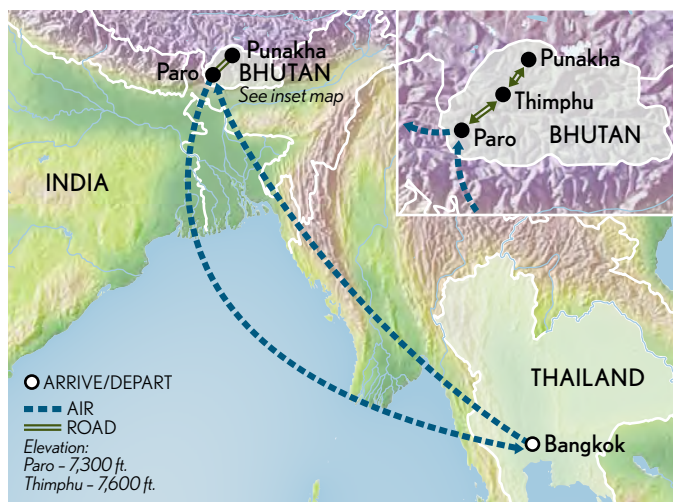 Punakha
Paro
BHUTAN
See inset map
INDIA
Punakha
Thimphu
Paro
BHUTAN
THAILAND
Bangkok
ARRIVE/DEPART
AIR
ROAD
Elevation:
Paro – 7,300 ft.
Thimphu – 7,600 ft.